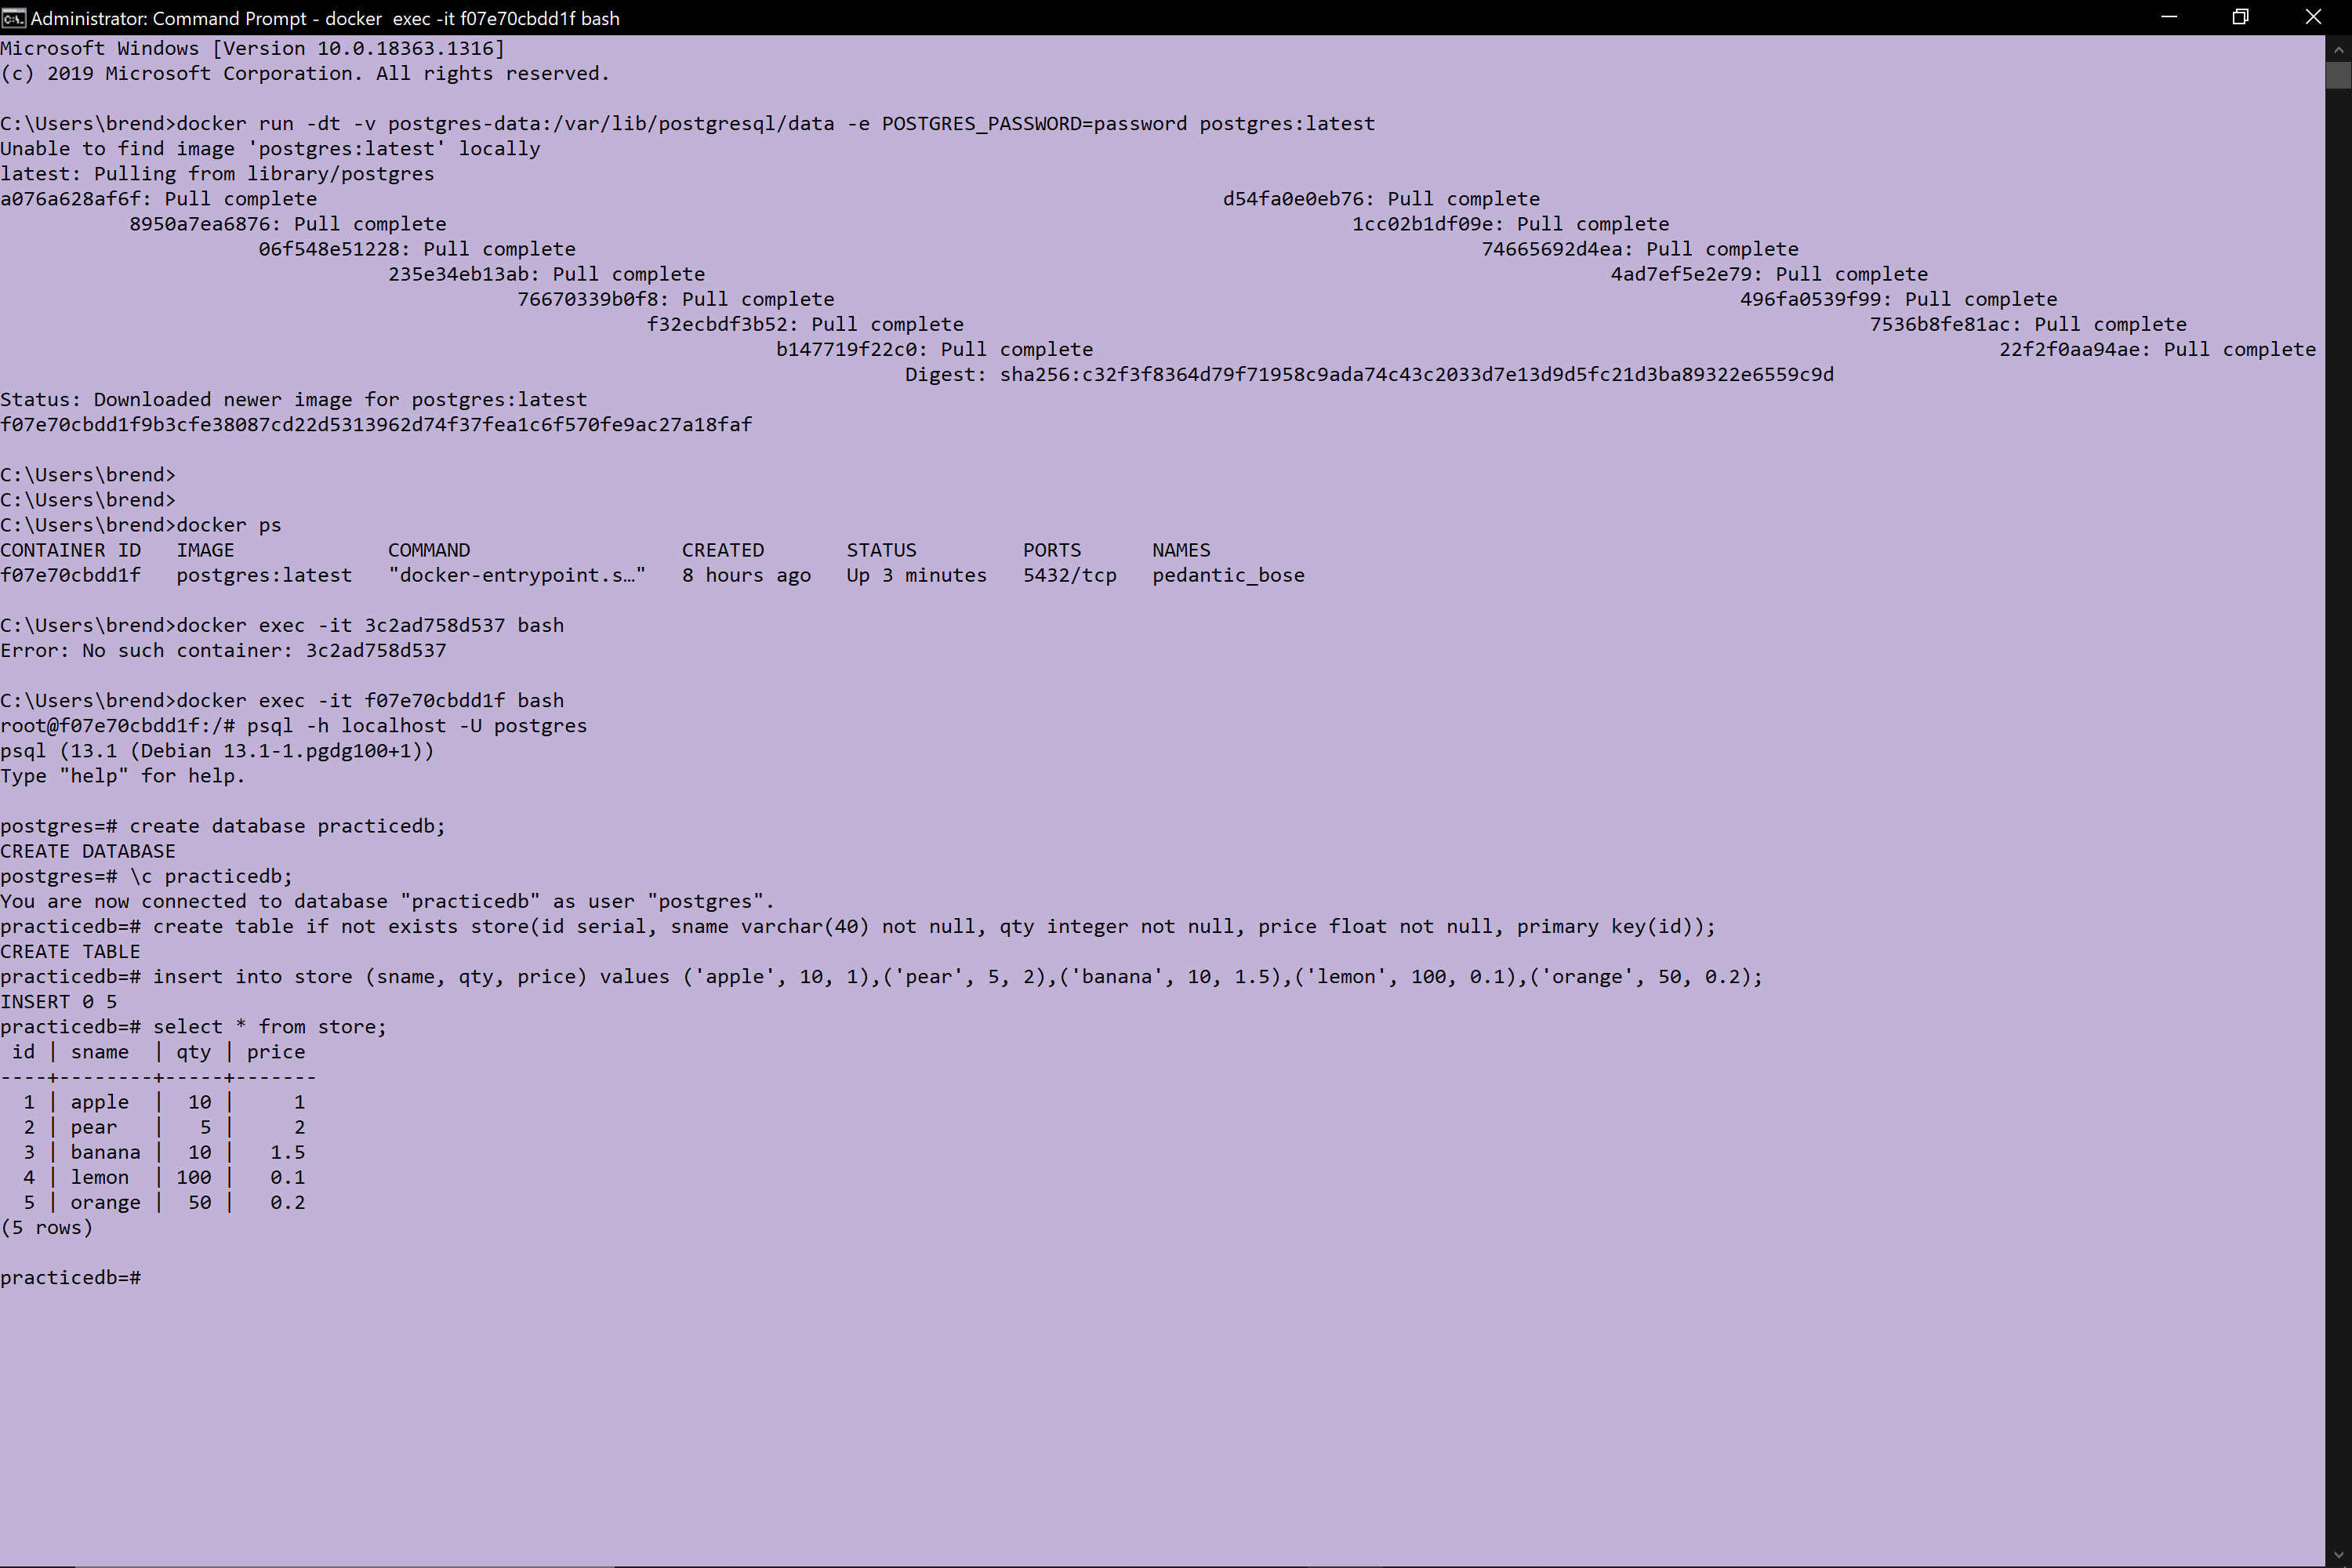 Administrator: Command Prompt - docker  exec -it f07e70cbdd1f bash
Microsoft Windows [Version 10.0.18363.1316]
(c) 2019 Microsoft Corporation. All rights reserved.
C:\Users\brend>docker run -dt -v postgres-data:/var/lib/postgresql/data -e POSTGRES_PASSWORD=password postgres:latest
Unable to find image 'postgres:latest' locally
latest: Pulling from library/postgres
a076a628af6f: Pull complete d54fa0e0eb76: Pull complete
8950a7ea6876: Pull complete 1cc02b1df09e: Pull complete
06f548e51228: Pull complete 74665692d4ea: Pull complete
235e34eb13ab: Pull complete 4ad7ef5e2e79: Pull complete
76670339b0f8: Pull complete 496fa0539f99: Pull complete
f32ecbdf3b52: Pull complete 7536b8fe81ac: Pull complete
b147719f22c0: Pull complete 22f2f0aa94ae: Pull complete
Digest: sha256:c32f3f8364d79f71958c9ada74c43c2033d7e13d9d5fc21d3ba89322e6559c9d
Status: Downloaded newer image for postgres:latest
f07e70cbdd1f9b3cfe38087cd22d5313962d74f37fea1c6f570fe9ac27a18faf
C:\Users\brend>
C:\Users\brend>
C:\Users\brend>docker ps
CONTAINER ID   IMAGE             COMMAND                  CREATED       STATUS         PORTS      NAMES
f07e70cbdd1f   postgres:latest   "docker-entrypoint.s…"   8 hours ago   Up 3 minutes   5432/tcp   pedantic_bose
C:\Users\brend>docker exec -it 3c2ad758d537 bash
Error: No such container: 3c2ad758d537
C:\Users\brend>docker exec -it f07e70cbdd1f bash
root@f07e70cbdd1f:/# psql -h localhost -U postgres
psql (13.1 (Debian 13.1-1.pgdg100+1))
Type "help" for help.
postgres=# create database practicedb;
CREATE DATABASE
postgres=# \c practicedb;
You are now connected to database "practicedb" as user "postgres".
practicedb=# create table if not exists store(id serial, sname varchar(40) not null, qty integer not null, price float not null, primary key(id));
CREATE TABLE
practicedb=# insert into store (sname, qty, price) values ('apple', 10, 1),('pear', 5, 2),('banana', 10, 1.5),('lemon', 100, 0.1),('orange', 50, 0.2);
INSERT 0 5
practicedb=# select * from store;
 id | sname  | qty | price
----+--------+-----+-------
  1 | apple  |  10 |     1
  2 | pear   |   5 |     2
  3 | banana |  10 |   1.5
  4 | lemon  | 100 |   0.1
  5 | orange |  50 |   0.2
(5 rows)
practicedb=#